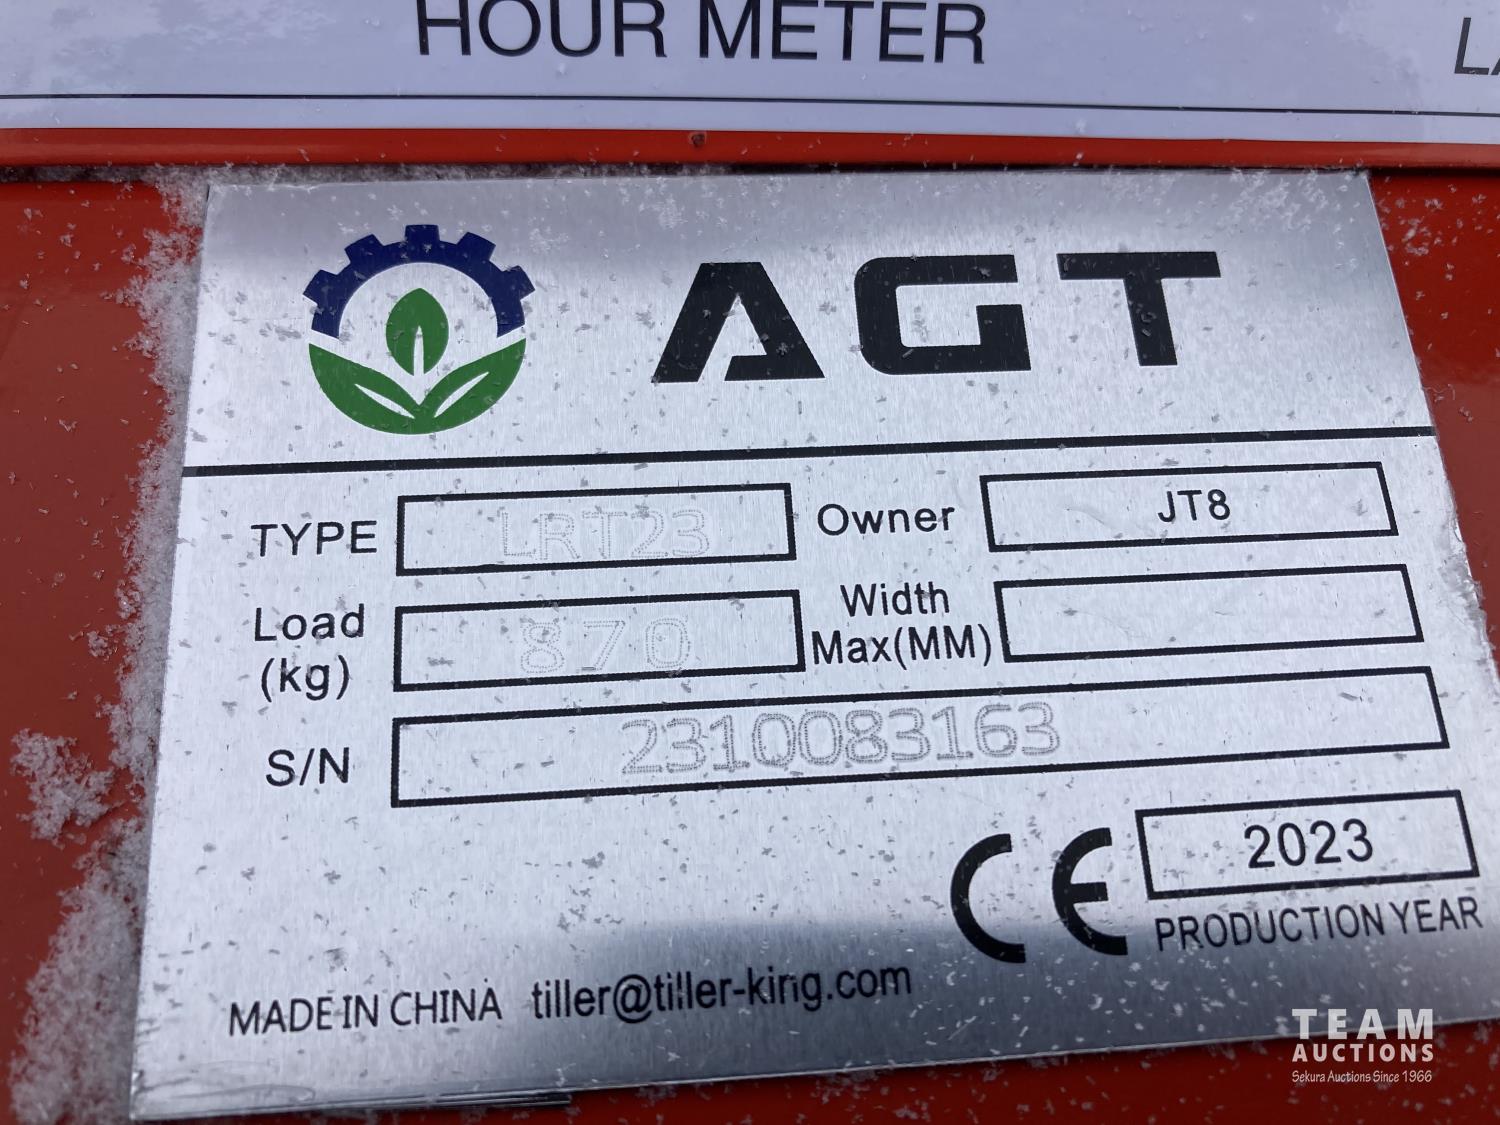 HOUR METER
AGT
TYPE LRT23 Owner JT8
Load (kg) 870 Width Max(MM)
S/N 2310083163
CE 2023
PRODUCTION YEAR
MADE IN CHINA tiller@tiller-king.com
TEAM
AUCTIONS
Sekura Auctions Since 1966